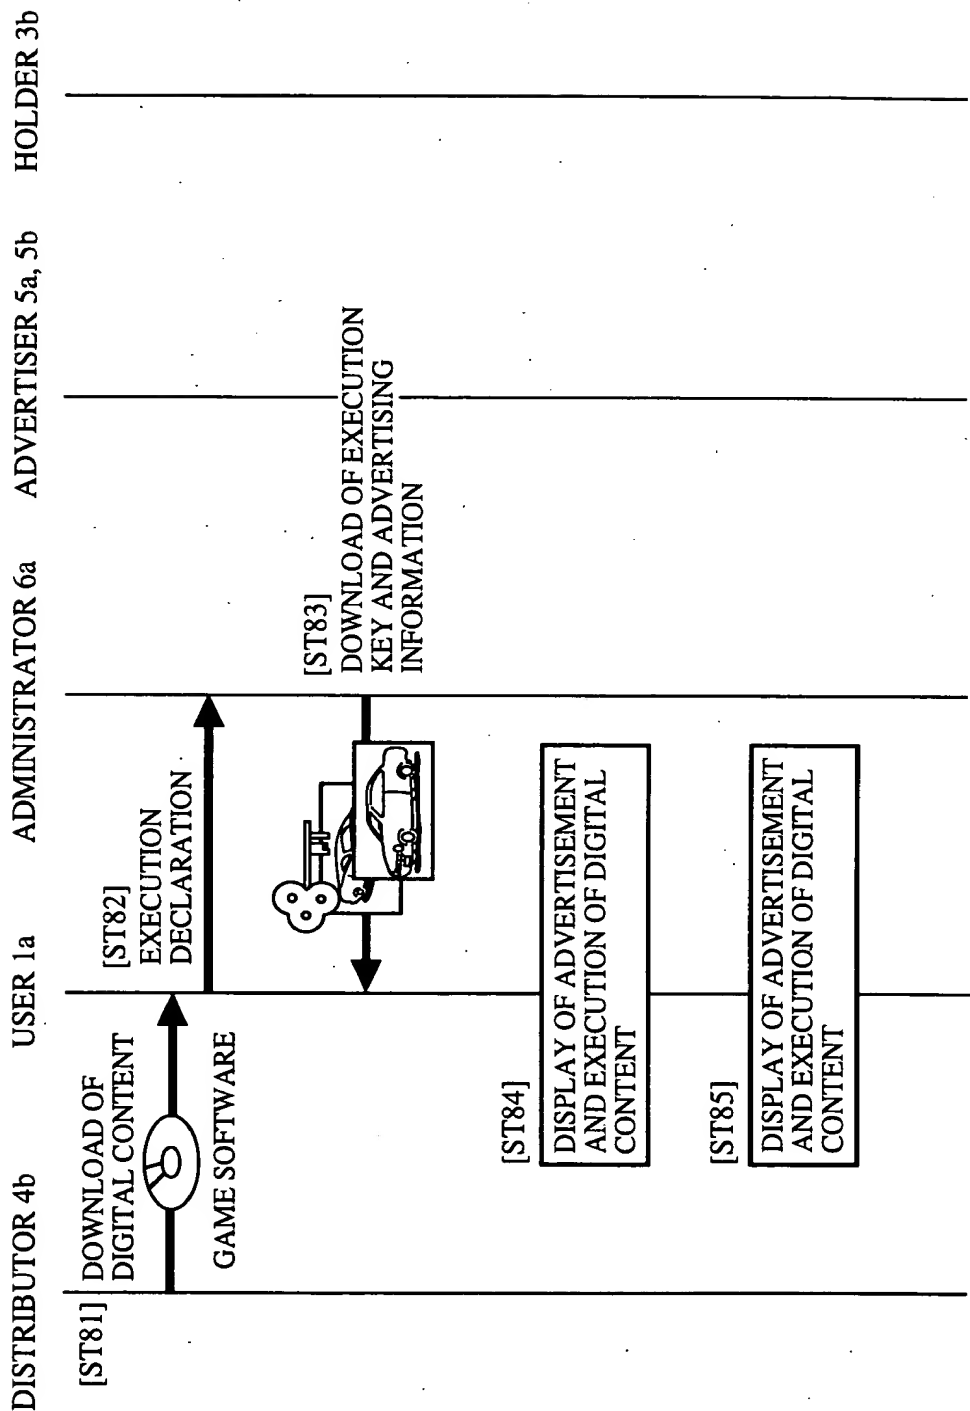 DISTRIBUTOR 4b
USER 1a
ADMINISTRATOR 6a
ADVERTISER 5a, 5b
HOLDER 3b
[ST81]
DOWNLOAD OF
DIGITAL CONTENT
GAME SOFTWARE
[ST82]
EXECUTION
DECLARATION
[ST83]
DOWNLOAD OF EXECUTION
KEY AND ADVERTISING
INFORMATION
[ST84]
DISPLAY OF ADVERTISEMENT
AND EXECUTION OF DIGITAL
CONTENT
[ST85]
DISPLAY OF ADVERTISEMENT
AND EXECUTION OF DIGITAL
CONTENT